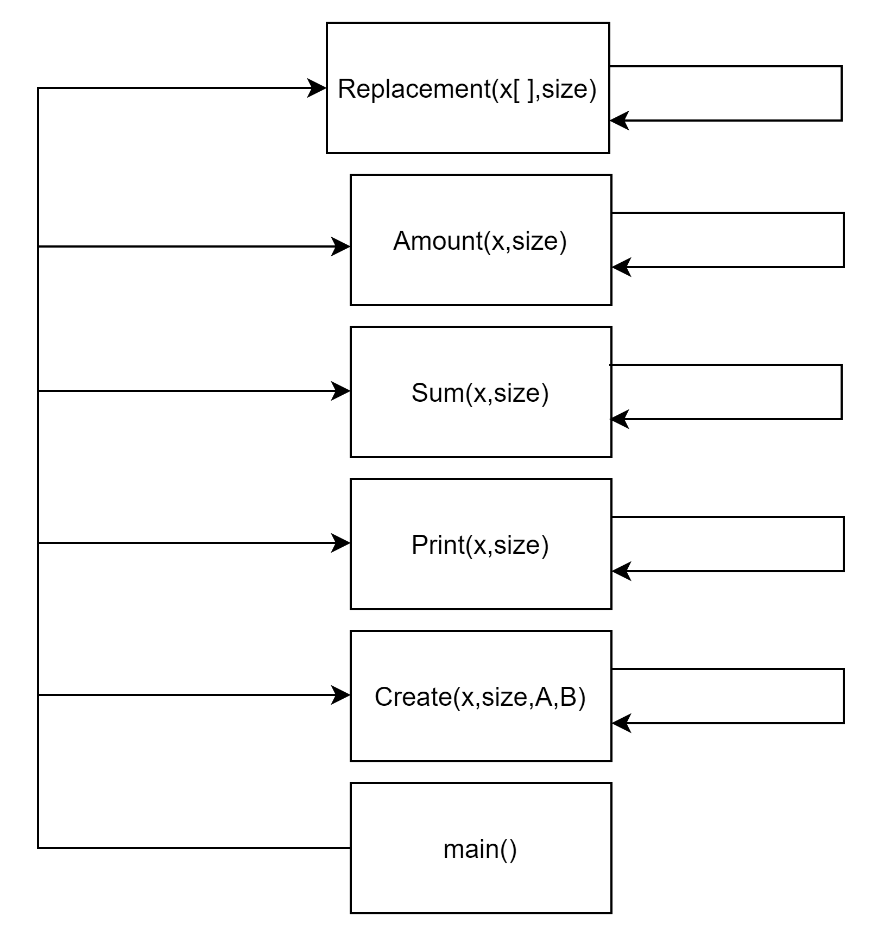 Replacement(x[ ],size)
Amount(x,size)
Sum(x,size)
Print(x,size)
Create(x,size,A,B)
main()